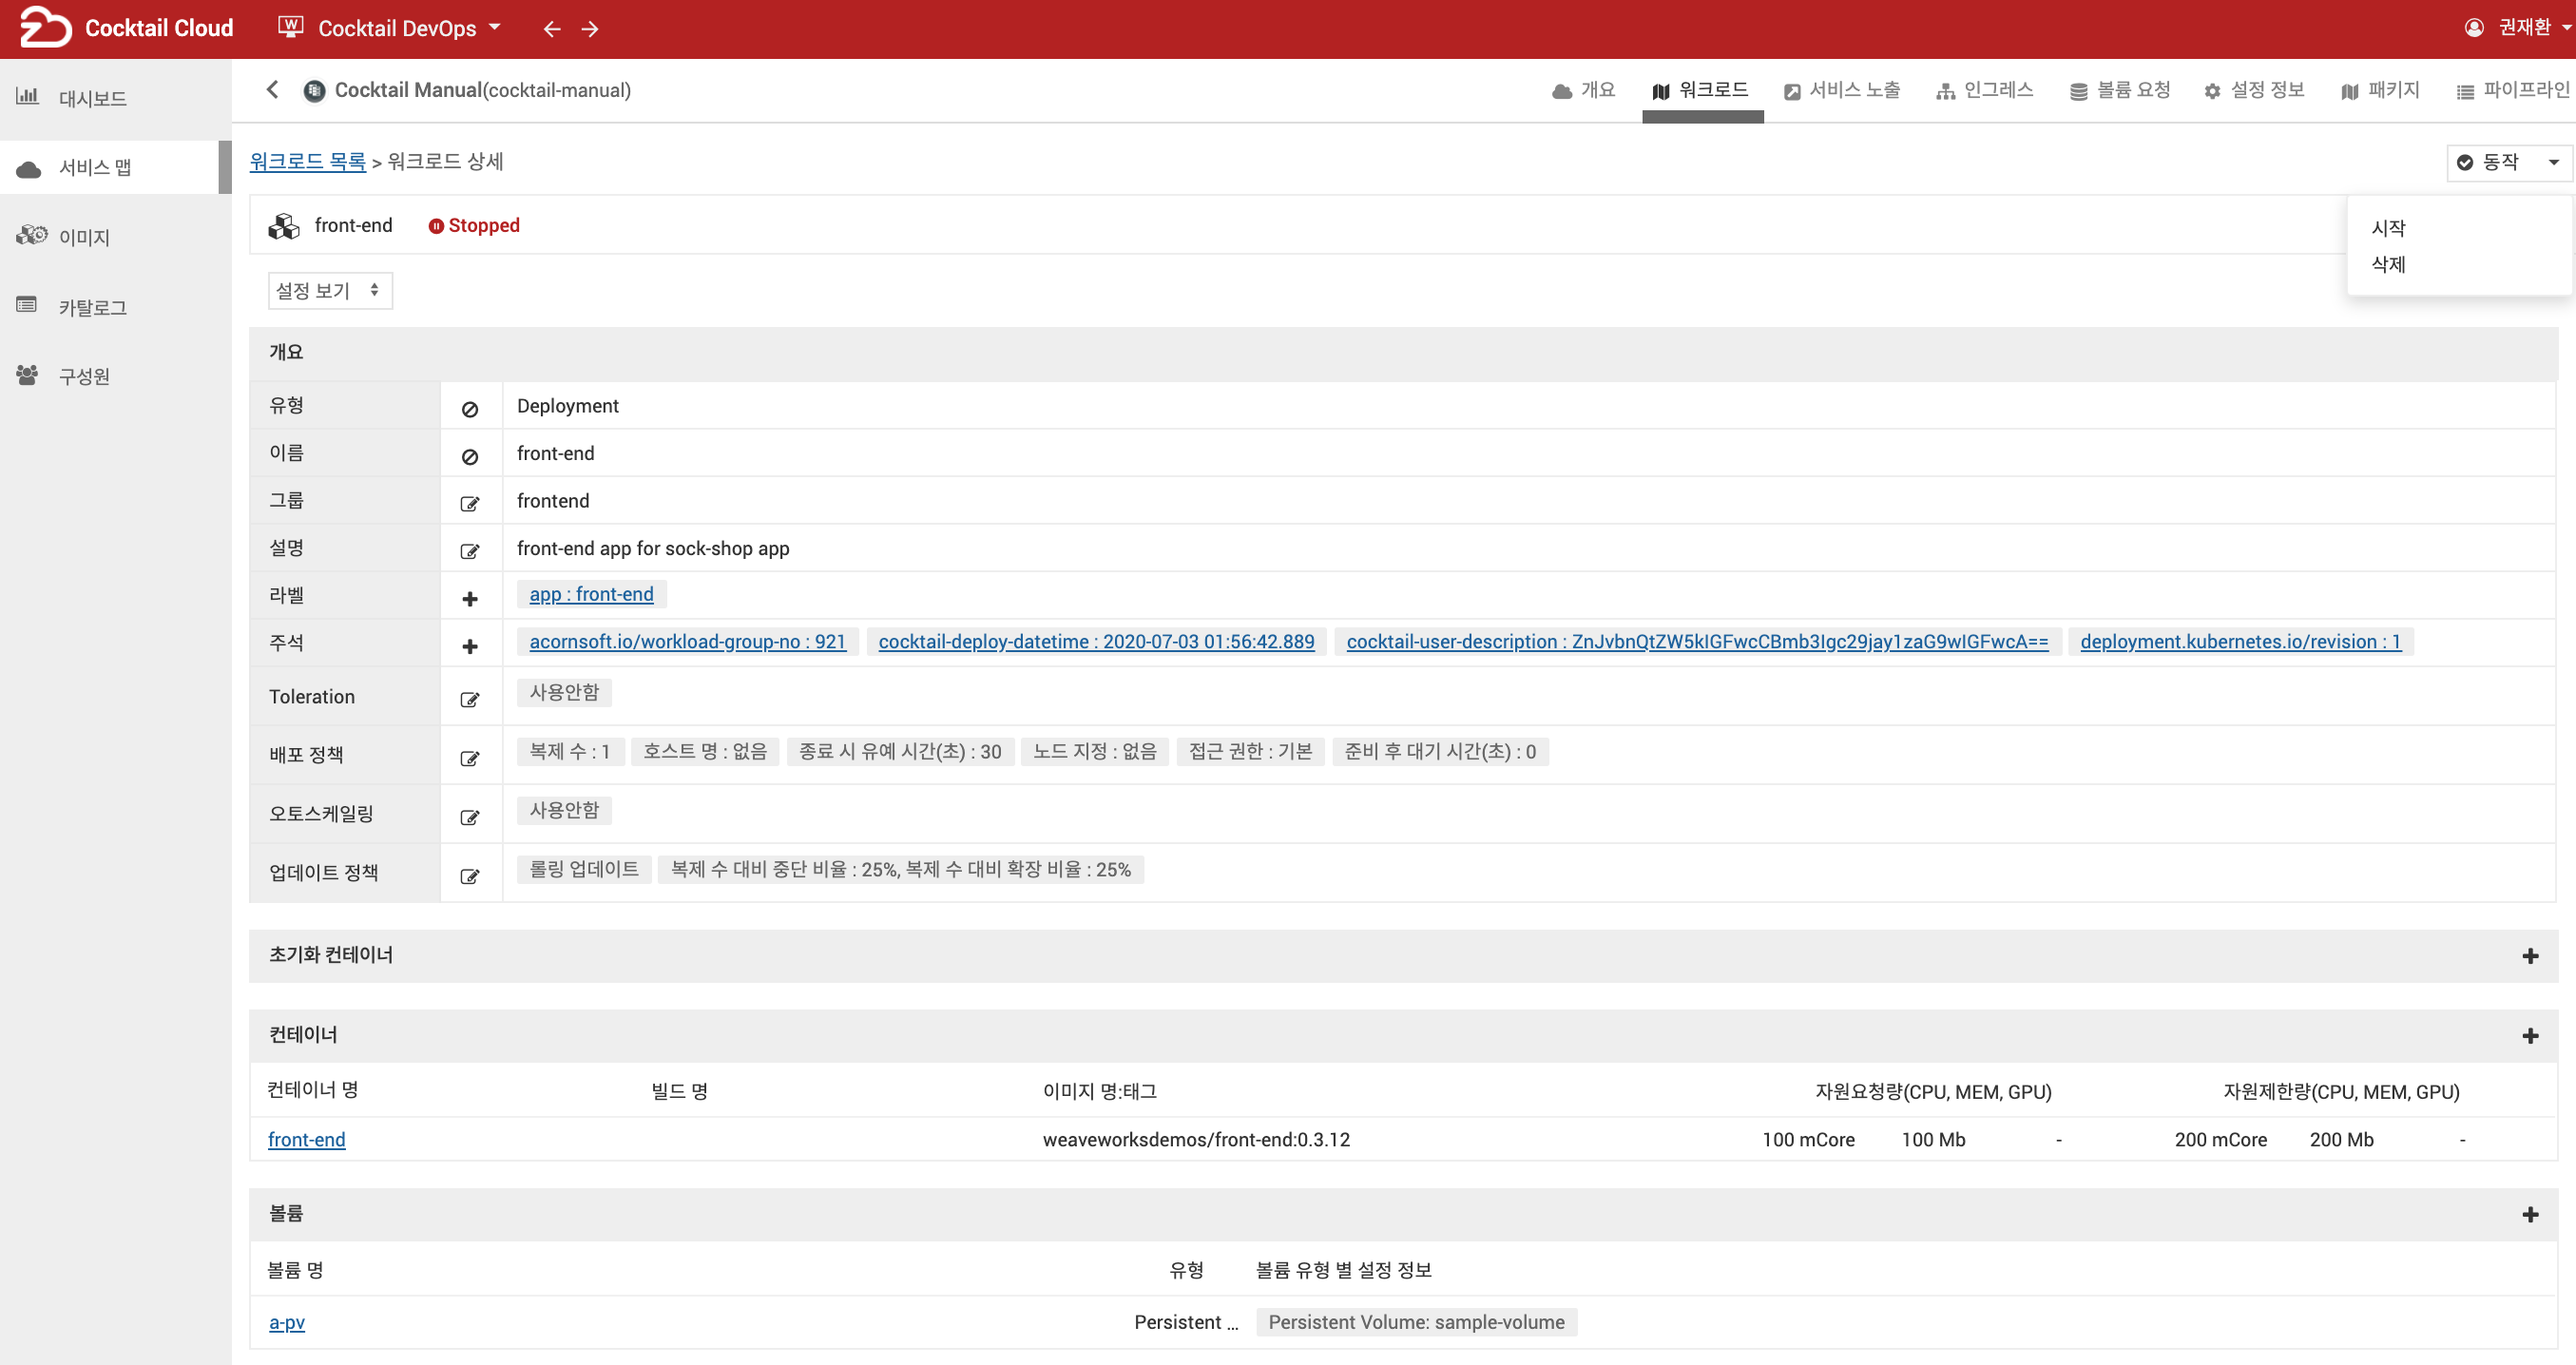 Cocktail Cloud W Cocktail DevOps 권재환
대시보드
서비스 맵
이미지
카탈로그
구성원
Cocktail Manual(cocktail-manual) 개요 워크로드 서비스 노출 인그레스 볼륨 요청 설정 정보 패키지 파이프라인
워크로드 목록 > 워크로드 상세 동작
시작
삭제
front-end Stopped
설정 보기
개요
유형 Deployment
이름 front-end
그룹 frontend
설명 front-end app for sock-shop app
라벨 app : front-end
주석 acornsoft.io/workload-group-no : 921 cocktail-deploy-datetime : 2020-07-03 01:56:42.889 cocktail-user-description : ZnJvbnQtZW5kIGFwcCBmb3Igc29jay1zaG9wIGFwcA== deployment.kubernetes.io/revision : 1
Toleration 사용안함
배포 정책 복제 수 : 1 호스트 명 : 없음 종료 시 유예 시간(초) : 30 노드 지정 : 없음 접근 권한 : 기본 준비 후 대기 시간(초) : 0
오토스케일링 사용안함
업데이트 정책 롤링 업데이트 복제 수 대비 중단 비율 : 25%, 복제 수 대비 확장 비율 : 25%
초기화 컨테이너
컨테이너
컨테이너 명 빌드 명 이미지 명:태그 자원요청량(CPU, MEM, GPU) 자원제한량(CPU, MEM, GPU)
front-end weaveworksdemos/front-end:0.3.12 100 mCore 100 Mb - 200 mCore 200 Mb -
볼륨
볼륨 명 유형 볼륨 유형 별 설정 정보
a-pv Persistent ... Persistent Volume: sample-volume